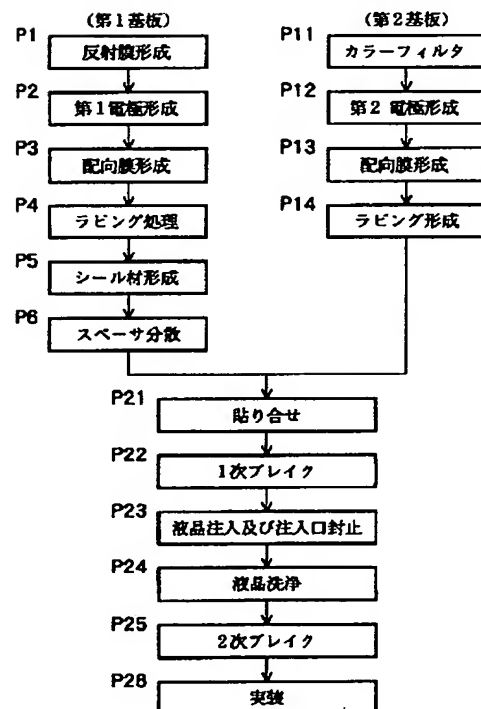 (第1基板)
P1
反射膜形成
P2
第1電極形成
P3
配向膜形成
P4
ラビング処理
P5
シール材形成
P6
スペーサ分散
(第2基板)
P11
カラーフィルタ
P12
第2 電極形成
P13
配向膜形成
P14
ラビング形成
P21
貼り合せ
P22
1次ブレイク
P23
液晶注入及び注入口封止
P24
液晶洗浄
P25
2次ブレイク
P28
実装